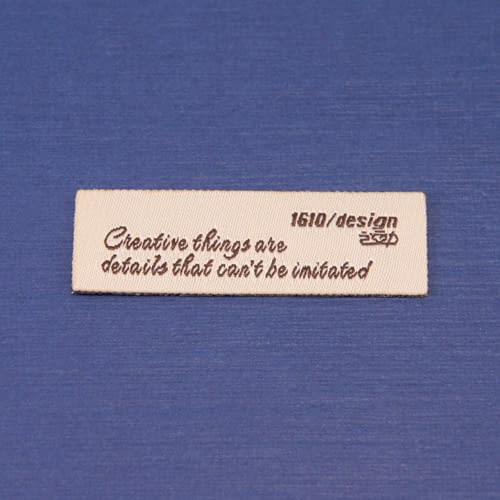 1610/design
Creative things are
details that can't be imitated